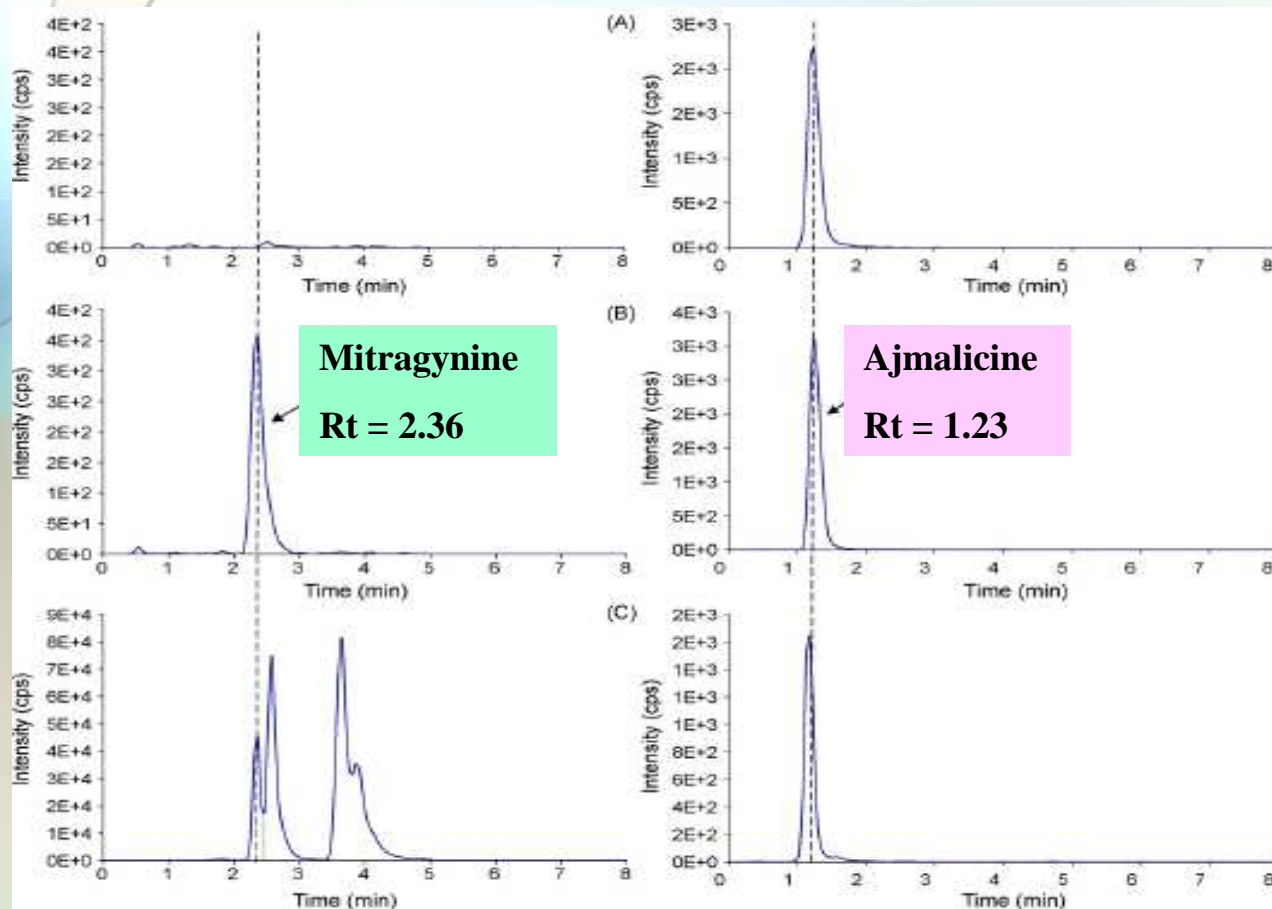 (A)
Intensity (cps)
4E+2
4E+2
3E+2
3E+2
2E+2
2E+2
1E+2
5E+1
0E+0
0 1 2 3 4 5 6 7 8
Time (min)
Intensity (cps)
3E+3
2E+3
2E+3
1E+3
5E+2
0E+0
0 1 2 3 4 5 6 7 8
Time (min)
(B)
Intensity (cps)
4E+2
4E+2
3E+2
3E+2
2E+2
2E+2
1E+2
5E+1
0E+0
0 1 2 3 4 5 6 7 8
Time (min)
Mitragynine
Rt = 2.36
Intensity (cps)
4E+3
3E+3
3E+3
2E+3
2E+3
1E+3
5E+2
0E+0
0 1 2 3 4 5 6 7 8
Time (min)
Ajmalicine
Rt = 1.23
(C)
Intensity (cps)
9E+4
8E+4
7E+4
6E+4
5E+4
4E+4
3E+4
2E+4
1E+4
0E+0
0 1 2 3 4 5 6 7 8
Time (min)
Intensity (cps)
2E+3
1E+3
1E+3
1E+3
8E+2
6E+2
4E+2
2E+2
0E+0
0 1 2 3 4 5 6 7 8
Time (min)